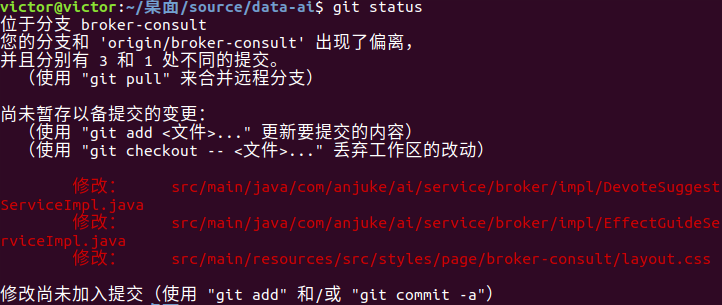 victor@victor:~/桌面/source/data-ai$ git status
位于分支 broker-consult
您的分支和 'origin/broker-consult' 出现了偏离，
并且分别有 3 和 1 处不同的提交。
（使用 "git pull" 来合并远程分支）
尚未暂存以备提交的变更：
（使用 "git add <文件>..." 更新要提交的内容）
（使用 "git checkout -- <文件>..." 丢弃工作区的改动）
修改： src/main/java/com/anjuke/ai/service/broker/impl/DevoteSuggest
ServiceImpl.java
修改： src/main/java/com/anjuke/ai/service/broker/impl/EffectGuideSe
rviceImpl.java
修改： src/main/resources/src/styles/page/broker-consult/layout.css
修改尚未加入提交（使用 "git add" 和/或 "git commit -a"）